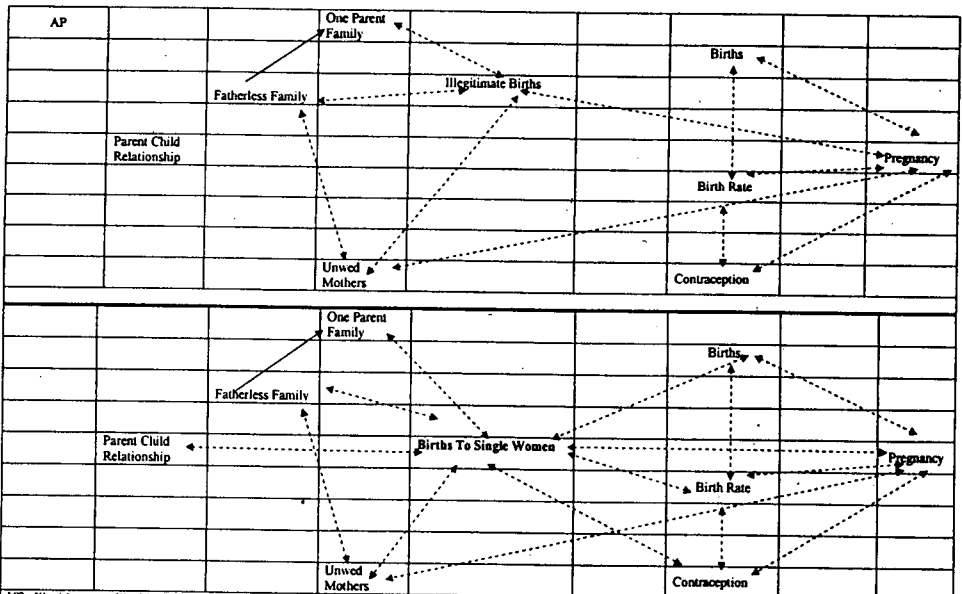 AP
One Parent
Family
Births
Illegitimate Births
Fatherless Family
Parent Child
Relationship
Pregnancy
Birth Rate
Unwed
Mothers
Contraception
One Parent
Family
Births
Fatherless Family
Parent Child
Relationship
Births To Single Women
Pregnancy
Birth Rate
Unwed
Mothers
Contraception